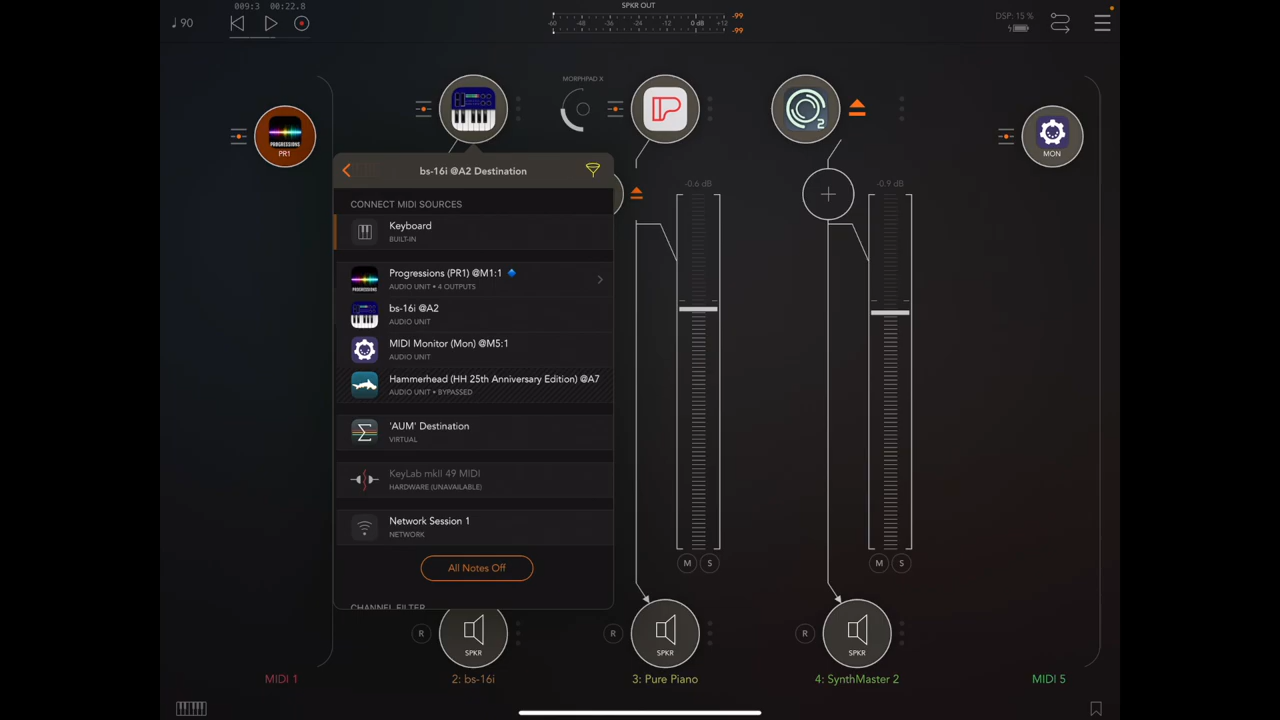 009:3 00:22.8
♩ 90
SPKR OUT
-60 -48 -36 -24 -12 0 dB +12
-99
-99
DSP: 15 %
MORPHPAD X
PROGRESSIONS
PR1
2
MON
bs-16i @A2 Destination
CONNECT MIDI SOURCES
Keyboard
BUILT-IN
Progressions (PR1) @M1:1
AUDIO UNIT • 4 OUTPUTS
bs-16i @A2
AUDIO UNIT
MIDI Monitor (Mon) @M5:1
AUDIO UNIT
Hammerhead (HH 25th Anniversary Edition) @A7
AUDIO UNIT • BYPASSED
'AUM' Destination
VIRTUAL
KeyLab mkII 49 MIDI
HARDWARE (UNAVAILABLE)
Network Session 1
NETWORK
All Notes Off
CHANNEL FILTER
-0.6 dB
-0.9 dB
M S
M S
R SPKR
R SPKR
R SPKR
MIDI 1
2: bs-16i
3: Pure Piano
4: SynthMaster 2
MIDI 5